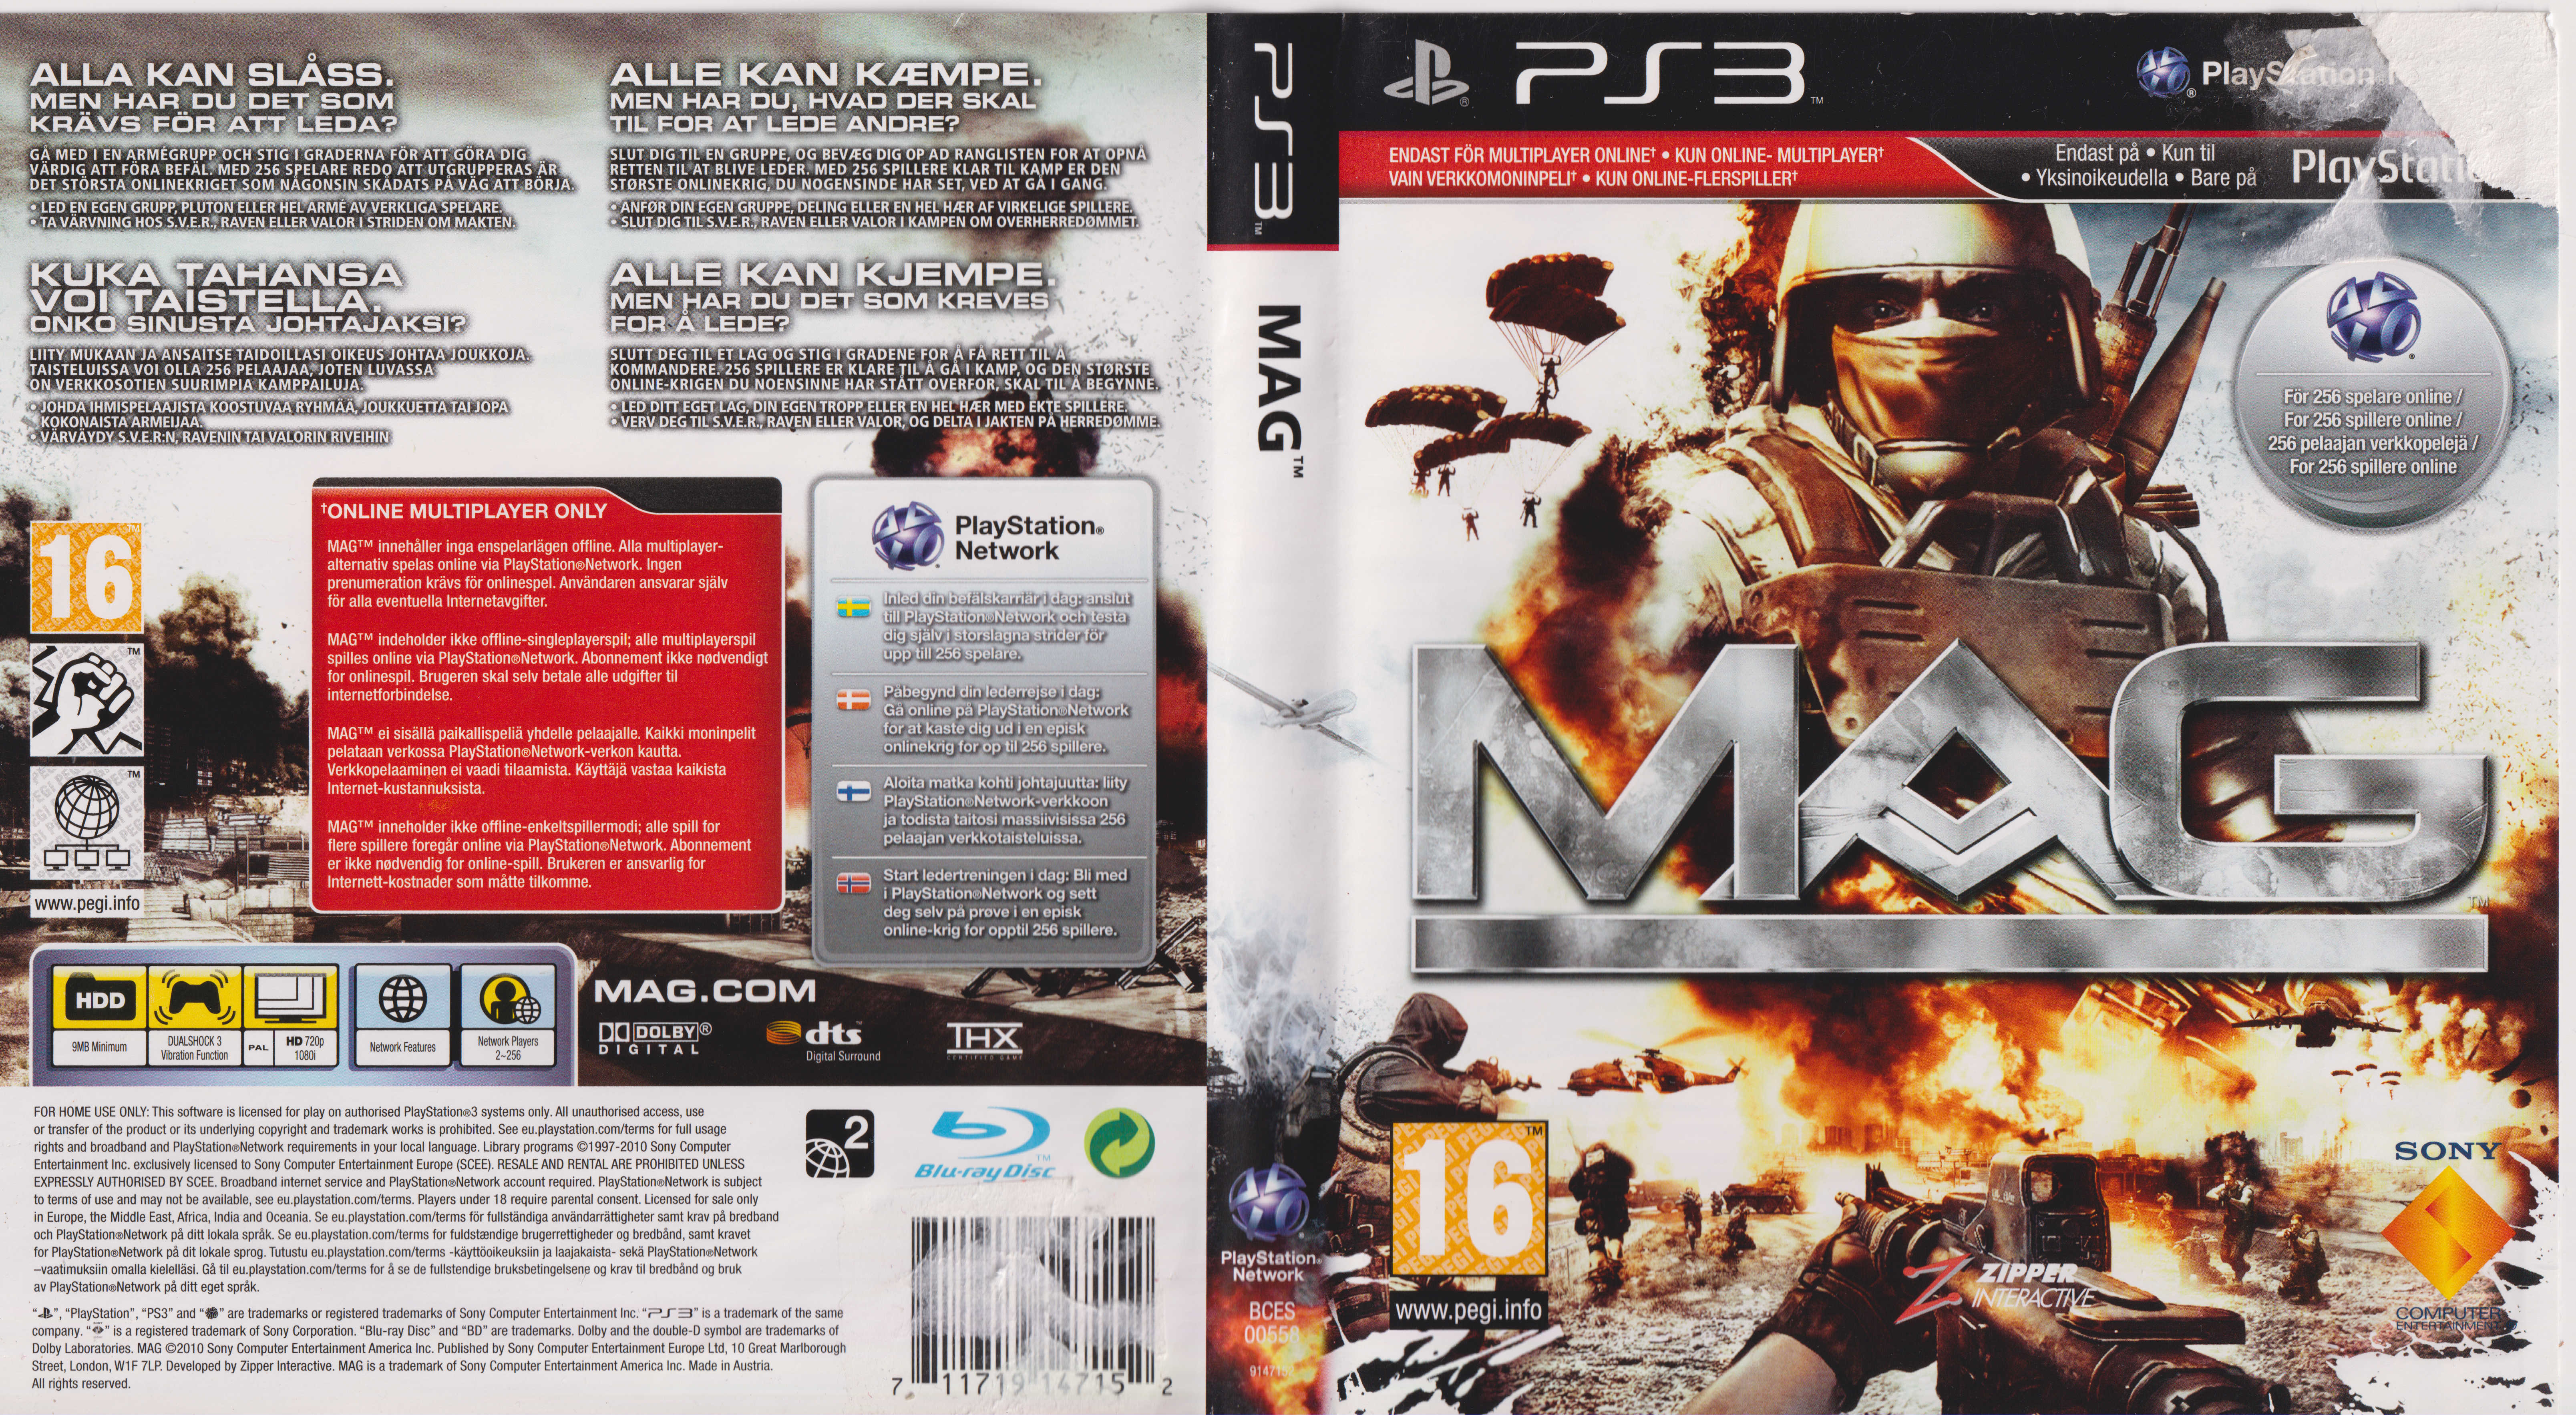 ALLA KAN SLÅSS.
MEN HAR DU DET SOM
KRÄVS FÖR ATT LEDA?
GÅ MED I EN ARMÉGRUPP OCH STIG I GRADERNA FÖR ATT GÖRA DIG
VÄRDIG ATT FÖRA BEFÄL. MED 256 SPELARE REDO ATT UTGRUPPERAS ÄR
DET STÖRSTA ONLINEKRIGET SOM NÅGONSIN SKÅDATS PÅ VÄG ATT BÖRJA.
• LED EN EGEN GRUPP, PLUTON ELLER HEL ARMÉ AV VERKLIGA SPELARE.
• TA VÄRVNING HOS S.V.E.R., RAVEN ELLER VALOR I STRIDEN OM MAKTEN.
ALLE KAN KÆMPE.
MEN HAR DU, HVAD DER SKAL
TIL FOR AT LEDE ANDRE?
SLUT DIG TIL EN GRUPPE, OG BEVÆG DIG OP AD RANGLISTEN FOR AT OPNÅ
RETTEN TIL AT BLIVE LEDER. MED 256 SPILLERE KLAR TIL KAMP ER DEN
STØRSTE ONLINEKRIG, DU NOGENSINDE HAR SET, VED AT GÅ I GANG.
• ANFØR DIN EGEN GRUPPE, DELING ELLER EN HEL HÆR AF VIRKELIGE SPILLERE.
• SLUT DIG TIL S.V.E.R., RAVEN ELLER VALOR I KAMPEN OM OVERHERREDØMMET.
KUKA TAHANSA
VOI TAISTELLA.
ONKO SINUSTA JOHTAJAKSI?
LIITY MUKAAN JA ANSAITSE TAIDOILLASI OIKEUS JOHTAA JOUKKOJA.
TAISTELUISSA VOI OLLA 256 PELAAJAA, JOTEN LUVASSA
ON VERKKOSOTIEN SUURIMPIA KAMPPAILUJA.
• JOHDA IHMISPELAAJISTA KOOSTUVAA RYHMÄÄ, JOUKKUETTA TAI JOPA
KOKONAISTA ARMEIJAA.
• VÄRVÄYDY S.V.E.R:N, RAVENIN TAI VALORIN RIVEIHIN
ALLE KAN KJEMPE.
MEN HAR DU DET SOM KREVES
FOR Å LEDE?
SLUTT DEG TIL ET LAG OG STIG I GRADENE FOR Å FÅ RETT TIL Å
KOMMANDERE. 256 SPILLERE ER KLARE TIL Å GÅ I KAMP, OG DEN STØRSTE
ONLINE-KRIGEN DU NOENSINNE HAR STÅTT OVERFOR, SKAL TIL Å BEGYNNE.
• LED DITT EGET LAG, DIN EGEN TROPP ELLER EN HEL HÆR MED EKTE SPILLERE.
• VERV DEG TIL S.V.E.R., RAVEN ELLER VALOR, OG DELTA I JAKTEN PÅ HERREDØMME.
16
www.pegi.info
†ONLINE MULTIPLAYER ONLY
MAG™ innehåller inga enspelarlägen offline. Alla multiplayer-
alternativ spelas online via PlayStation®Network. Ingen
prenumeration krävs för onlinespel. Användaren ansvarar själv
för alla eventuella Internetavgifter.
MAG™ indeholder ikke offline-singleplayerspil; alle multiplayerspil
spilles online via PlayStation®Network. Abonnement ikke nødvendigt
for onlinespil. Brugeren skal selv betale alle udgifter til
internetforbindelse.
MAG™ ei sisällä paikallispeliä yhdelle pelaajalle. Kaikki moninpelit
pelataan verkossa PlayStation®Network-verkon kautta.
Verkkopelaaminen ei vaadi tilaamista. Käyttäjä vastaa kaikista
Internet-kustannuksista.
MAG™ inneholder ikke offline-enkeltspillermodi; alle spill for
flere spillere foregår online via PlayStation®Network. Abonnement
er ikke nødvendig for online-spill. Brukeren er ansvarlig for
Internett-kostnader som måtte tilkomme.
PlayStation®
Network
Inled din befälskarriär i dag: anslut
till PlayStation®Network och testa
dig själv i storslagna strider för
upp till 256 spelare.
Påbegynd din lederrejse i dag:
Gå online på PlayStation®Network
for at kaste dig ud i en episk
onlinekrig for op til 256 spillere.
Aloita matka kohti johtajuutta: liity
PlayStation®Network-verkkoon
ja todista taitosi massiivisissa 256
pelaajan verkkotaisteluissa.
Start ledertreningen i dag: Bli med
i PlayStation®Network og sett
deg selv på prøve i en episk
online-krig for opptil 256 spillere.
HDD
9MB Minimum
DUALSHOCK 3
Vibration Function
PAL
HD 720p
1080i
Network Features
Network Players
2~256
MAG.COM
DOLBY®
DIGITAL
dts™
Digital Surround
THX
CERTIFIED GAME
FOR HOME USE ONLY: This software is licensed for play on authorised PlayStation®3 systems only. All unauthorised access, use
or transfer of the product or its underlying copyright and trademark works is prohibited. See eu.playstation.com/terms for full usage
rights and broadband and PlayStation®Network requirements in your local language. Library programs ©1997-2010 Sony Computer
Entertainment Inc. exclusively licensed to Sony Computer Entertainment Europe (SCEE). RESALE AND RENTAL ARE PROHIBITED UNLESS
EXPRESSLY AUTHORISED BY SCEE. Broadband internet service and PlayStation®Network account required. PlayStation®Network is subject
to terms of use and may not be available, see eu.playstation.com/terms. Players under 18 require parental consent. Licensed for sale only
in Europe, the Middle East, Africa, India and Oceania. Se eu.playstation.com/terms för fullständiga användarrättigheter samt krav på bredband
och PlayStation®Network på ditt lokala språk. Se eu.playstation.com/terms for fuldstændige brugerrettigheder og bredbånd, samt kravet
for PlayStation®Network på dit lokale sprog. Tutustu eu.playstation.com/terms -käyttöoikeuksiin ja laajakaista- sekä PlayStation®Network
–vaatimuksiin omalla kielelläsi. Gå til eu.playstation.com/terms for å se de fullstendige bruksbetingelsene og krav til bredbånd og bruk
av PlayStation®Network på ditt eget språk.
“ ”, “PlayStation”, “PS3” and “ ” are trademarks or registered trademarks of Sony Computer Entertainment Inc. “PS3” is a trademark of the same
company. “ ” is a registered trademark of Sony Corporation. “Blu-ray Disc” and “BD” are trademarks. Dolby and the double-D symbol are trademarks of
Dolby Laboratories. MAG ©2010 Sony Computer Entertainment America Inc. Published by Sony Computer Entertainment Europe Ltd, 10 Great Marlborough
Street, London, W1F 7LP. Developed by Zipper Interactive. MAG is a trademark of Sony Computer Entertainment America Inc. Made in Austria.
All rights reserved.
2
Blu-ray Disc™
7 11719 14715 2
PS3™
MAG™
PlayStation®
Network
BCES
00558
PS3™
PlayStation
ENDAST FÖR MULTIPLAYER ONLINE† • KUN ONLINE- MULTIPLAYER†
VAIN VERKKOMONINPELI† • KUN ONLINE-FLERSPILLER†
Endast på • Kun til
• Yksinoikeudella • Bare på
För 256 spelare online /
For 256 spillere online /
256 pelaajan verkkopelejä /
For 256 spillere online
MAG™
16
www.pegi.info
ZIPPER
INTERACTIVE
SONY
COMPUTER
ENTERTAINMENT